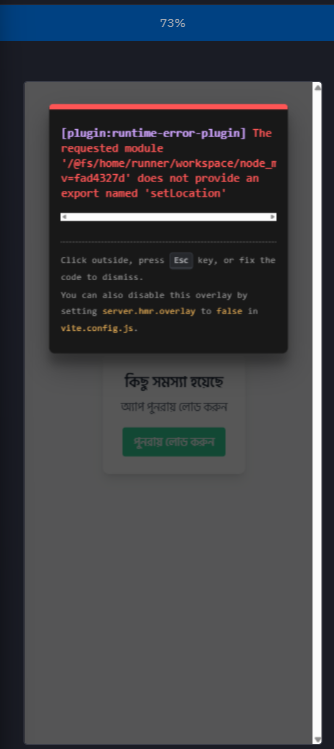 73%
[plugin:runtime-error-plugin] The
requested module
'/@fs/home/runner/workspace/node_m
v=fad4327d' does not provide an
export named 'setLocation'
Click outside, press Esc key, or fix the
code to dismiss.
You can also disable this overlay by
setting server.hmr.overlay to false in
vite.config.js.
কিছু সমস্যা হয়েছে
অ্যাপ পুনরায় লোড করুন
পুনরায় লোড করুন